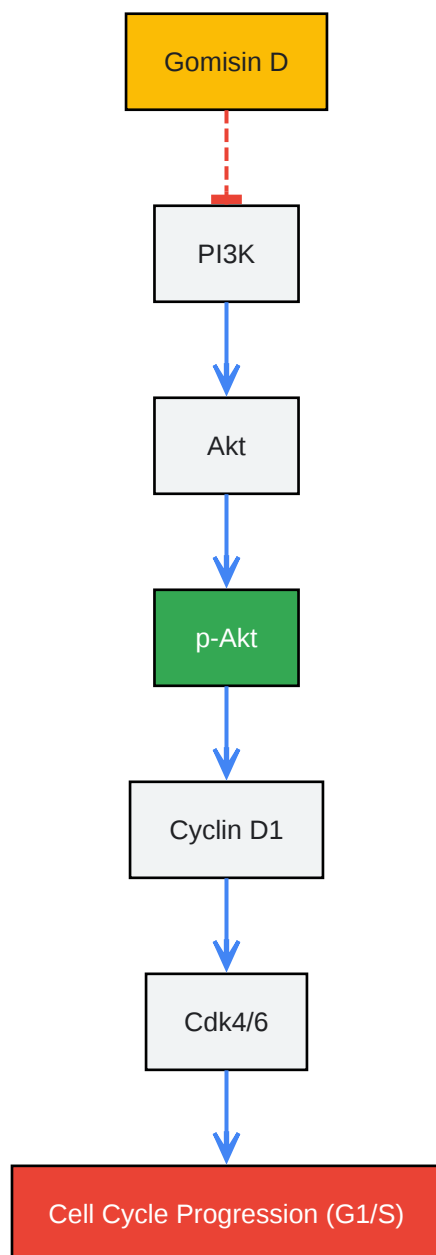 Gomisin D
PI3K
Akt
p-Akt
Cyclin D1
Cdk4/6
Cell Cycle Progression (G1/S)